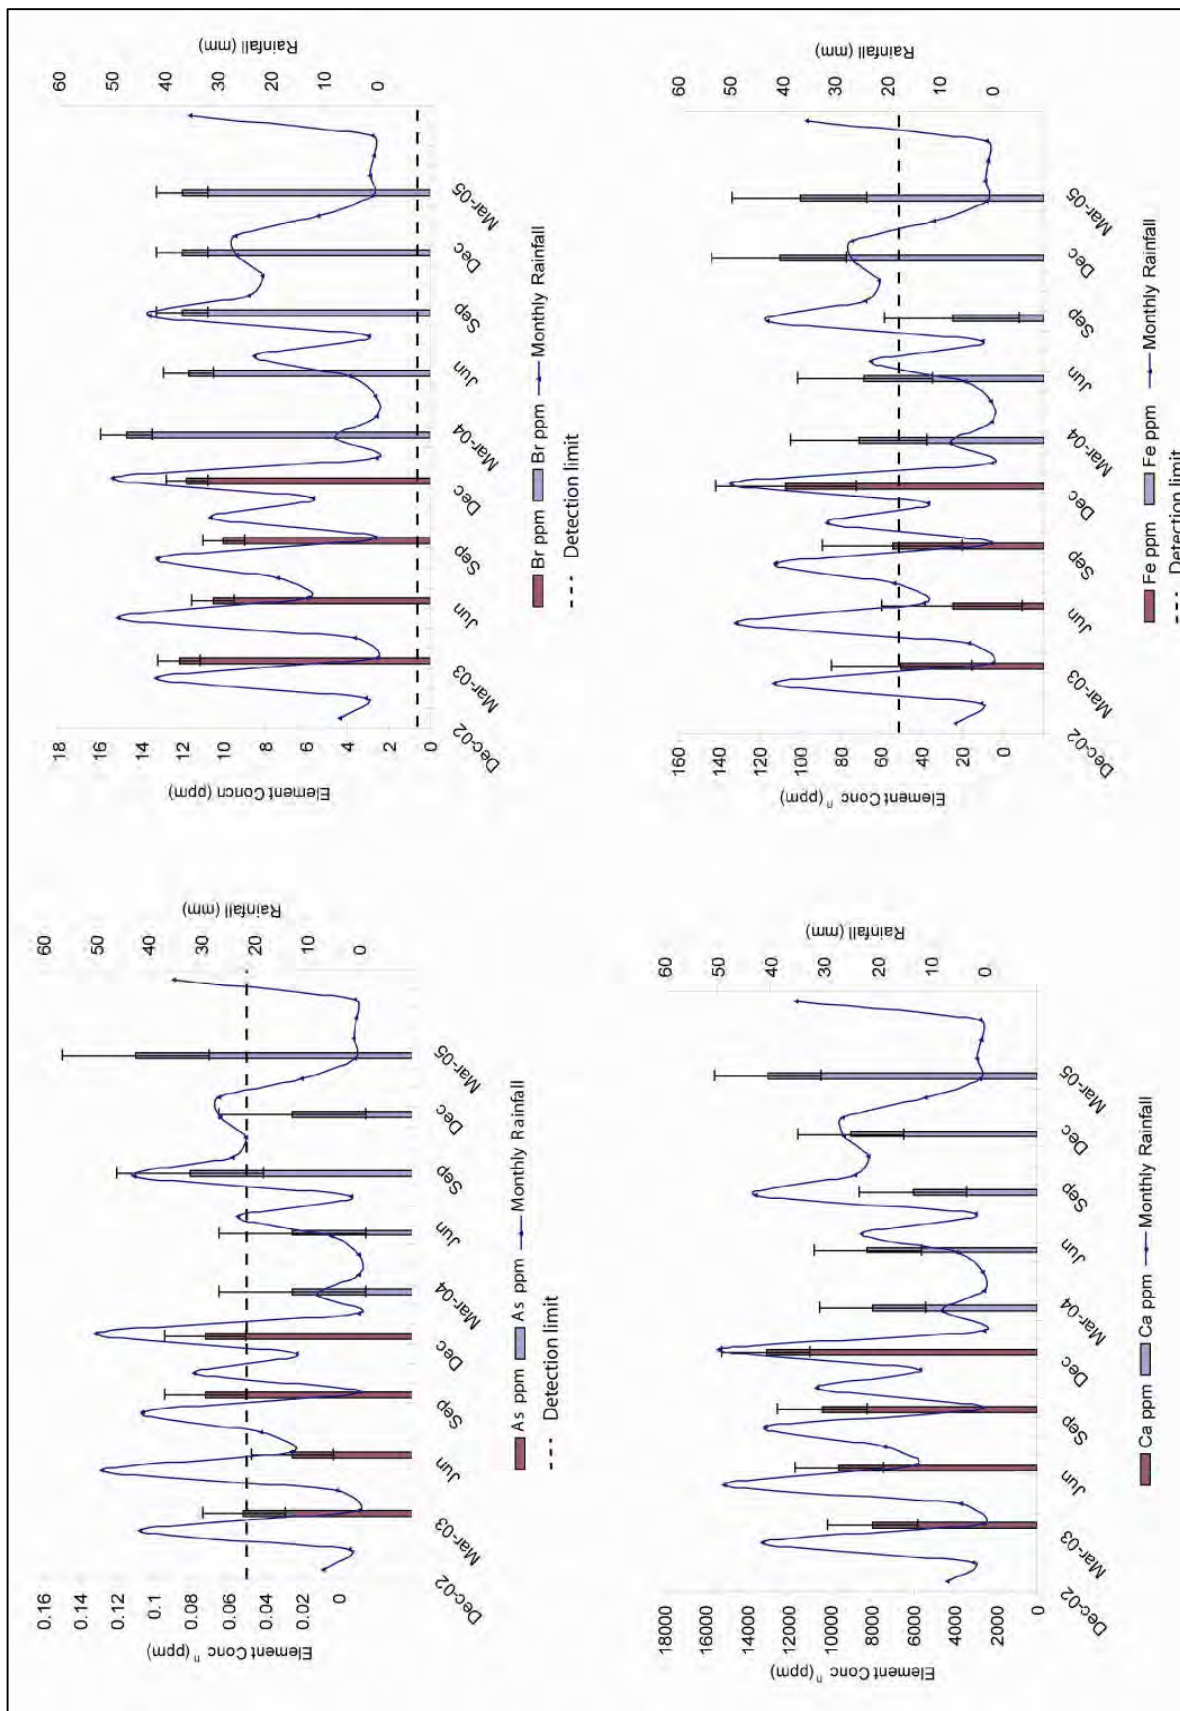 Element Conc n (ppm)
0.16
0.14
0.12
0.1
0.08
0.06
0.04
0.02
0
60
50
40
30
20
10
0
Rainfall (mm)
Dec-02
Mar-03
Jun
Sep
Dec
Mar-04
Jun
Sep
Dec
Mar-05
As ppm As ppm Monthly Rainfall
Detection limit
Element Concn (ppm)
18
16
14
12
10
8
6
4
2
0
60
50
40
30
20
10
0
Rainfall (mm)
Dec-02
Mar-03
Jun
Sep
Dec
Mar-04
Jun
Sep
Dec
Mar-05
Br ppm Br ppm Monthly Rainfall
Detection limit
Element Conc n (ppm)
18000
16000
14000
12000
10000
8000
6000
4000
2000
0
60
50
40
30
20
10
0
Rainfall (mm)
Dec-02
Mar-03
Jun
Sep
Dec
Mar-04
Jun
Sep
Dec
Mar-05
Ca ppm Ca ppm Monthly Rainfall
Element Conc n (ppm)
160
140
120
100
80
60
40
20
0
60
50
40
30
20
10
0
Rainfall (mm)
Dec-02
Mar-03
Jun
Sep
Dec
Mar-04
Jun
Sep
Dec
Mar-05
Fe ppm Fe ppm Monthly Rainfall
Detection limit